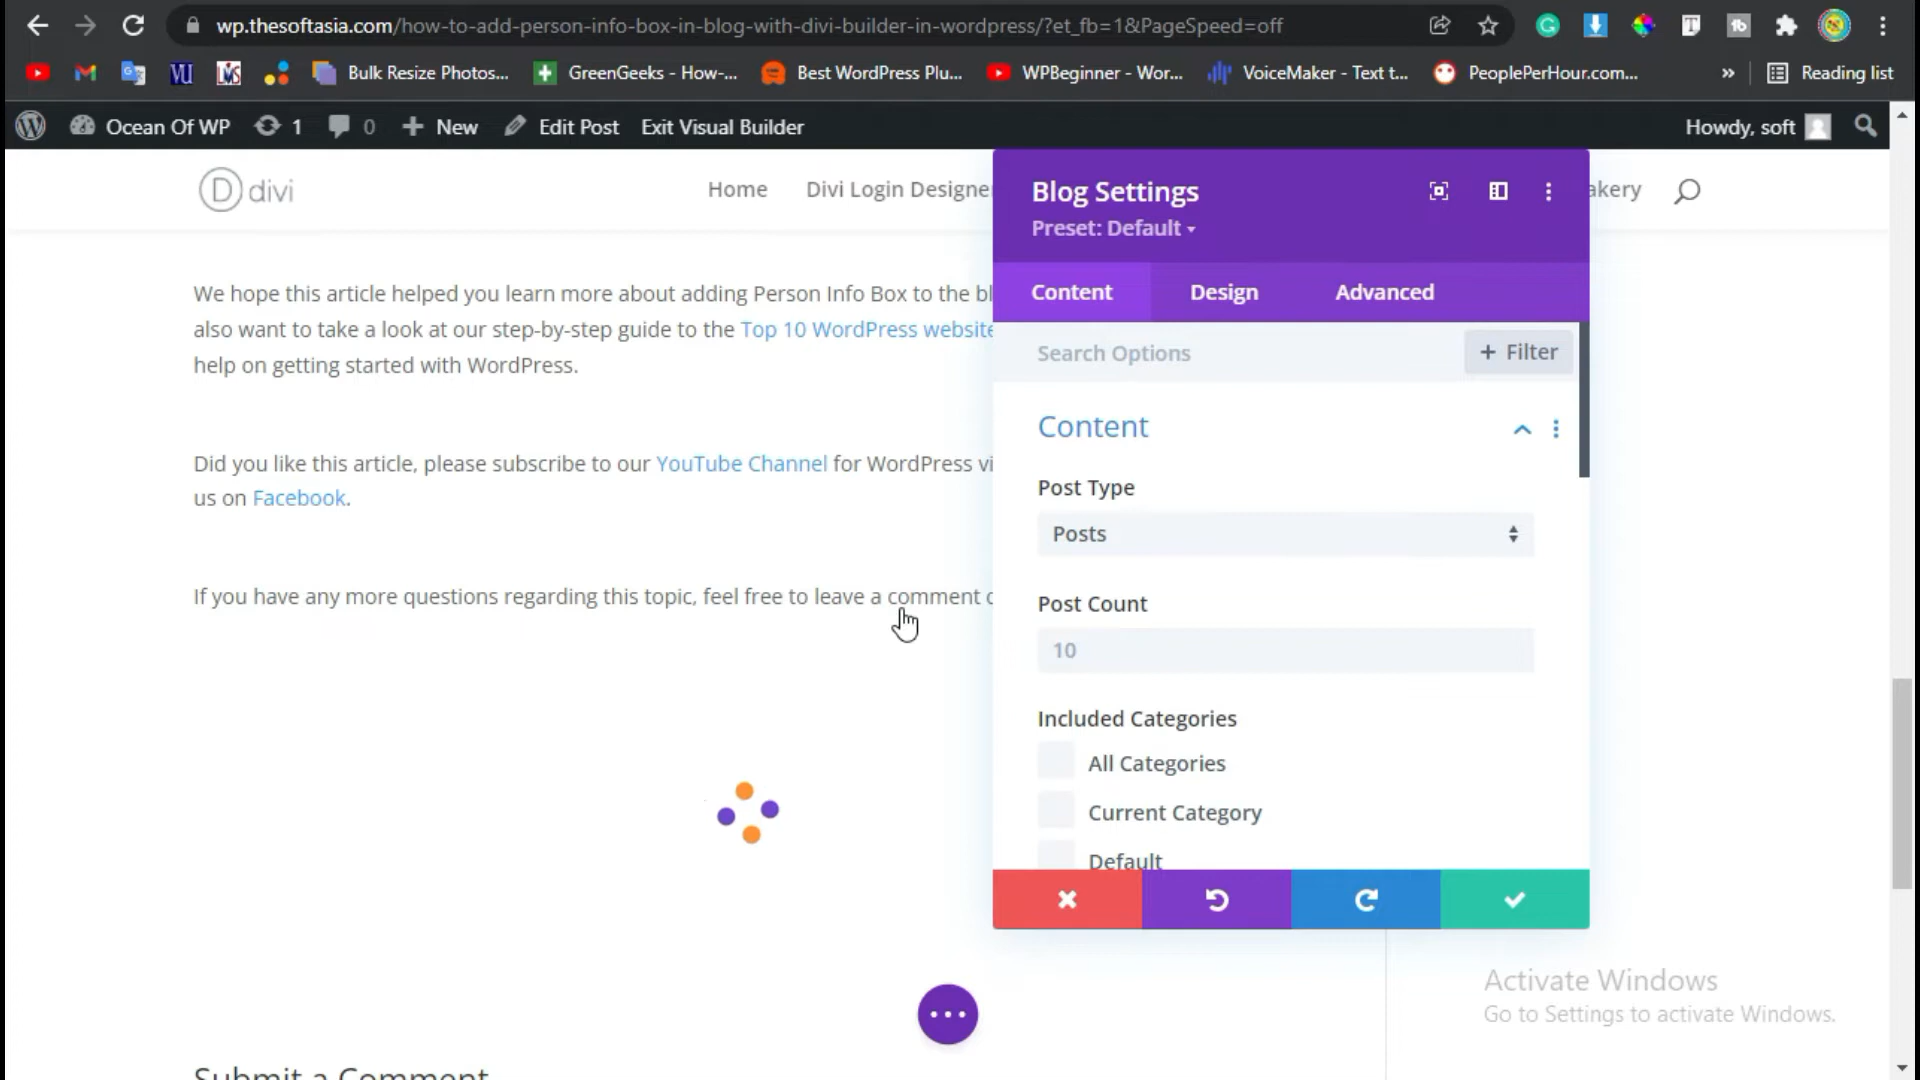 wp.thesoftasia.com/how-to-add-person-info-box-in-blog-with-divi-builder-in-wordpress/?et_fb=1&PageSpeed=off
Bulk Resize Photos...
GreenGeeks - How-...
Best WordPress Plu...
WPBeginner - Wor...
VoiceMaker - Text t...
PeoplePerHour.com...
»
Reading list
Ocean Of WP
1
0
New
Edit Post
Exit Visual Builder
Howdy, soft
D divi
Home
Divi Login Designe
akery
Blog Settings
Preset: Default
Content
Design
Advanced
Search Options
+ Filter
We hope this article helped you learn more about adding Person Info Box to the bl
also want to take a look at our step-by-step guide to the Top 10 WordPress website
help on getting started with WordPress.
Did you like this article, please subscribe to our YouTube Channel for WordPress vi
us on Facebook.
If you have any more questions regarding this topic, feel free to leave a comment
Content
Post Type
Posts
Post Count
10
Included Categories
All Categories
Current Category
Default
Activate Windows
Go to Settings to activate Windows.
Submit a Comment